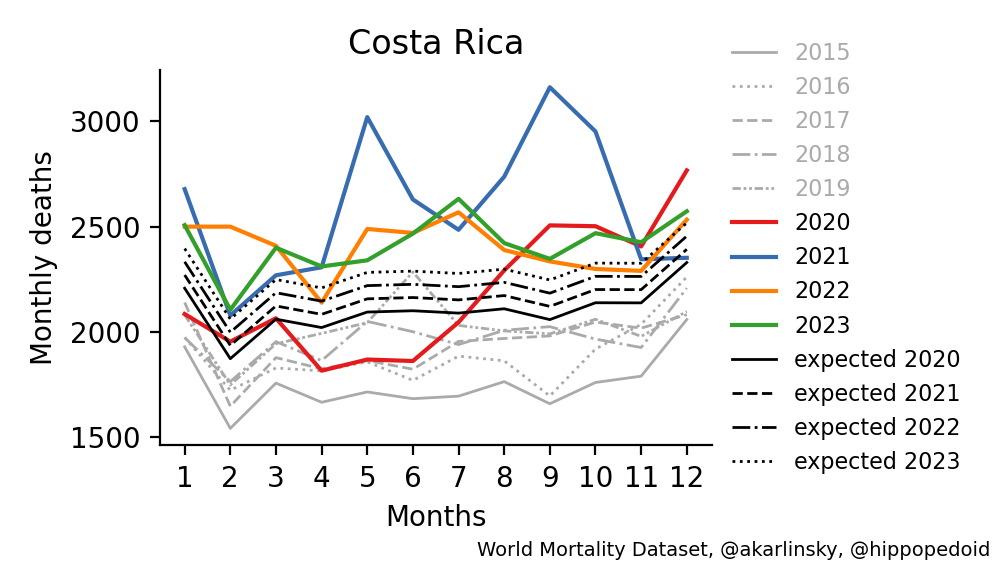 Costa Rica
Monthly deaths
3000
2500
2000
1500
1 2 3 4 5 6 7 8 9 10 11 12
Months
2015
2016
2017
2018
2019
2020
2021
2022
2023
expected 2020
expected 2021
expected 2022
expected 2023
World Mortality Dataset, @akarlinsky, @hippopedoid